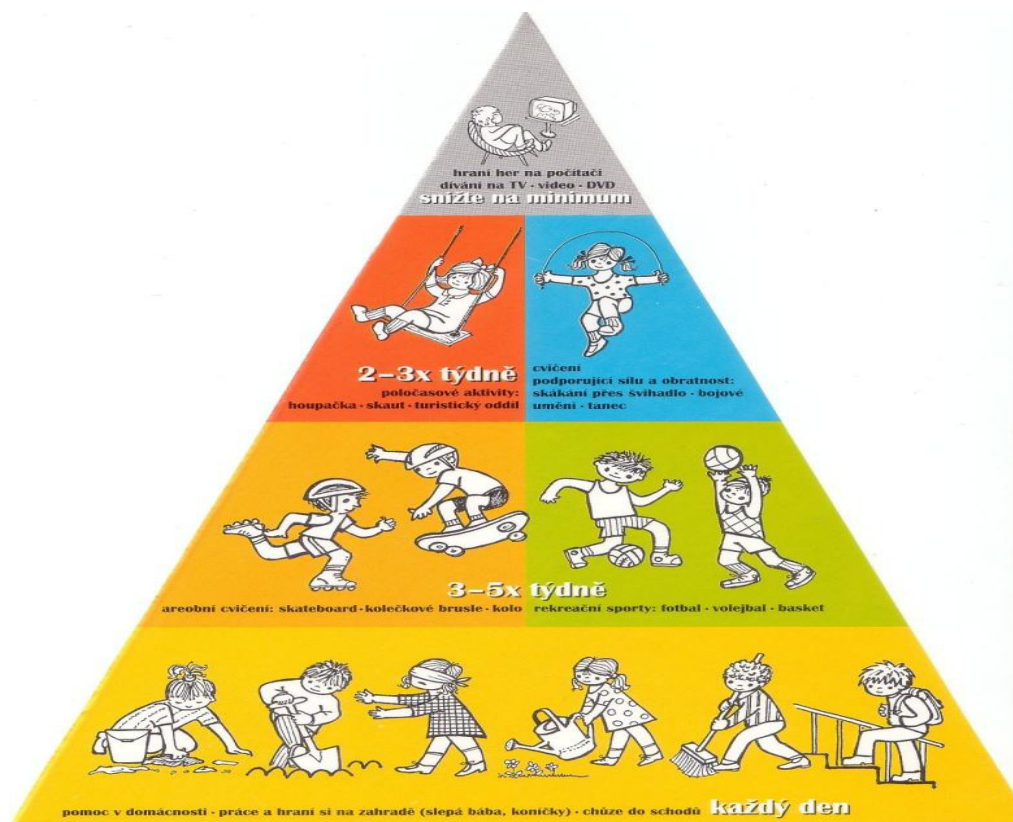 hraní her na počítači
dívání na TV · video · DVD
snižte na minimum
2–3x týdně
poločasové aktivity:
houpačka · skaut · turistický oddíl
cvičení
podporující sílu a obratnost:
skákání přes švihadlo · bojové
umění · tanec
3–5x týdně
areobní cvičení: skateboard · kolečkové brusle · kolo
rekreační sporty: fotbal · volejbal · basket
pomoc v domácnosti · práce a hraní si na zahradě (slepá bába, koníčky) · chůze do schodů každý den